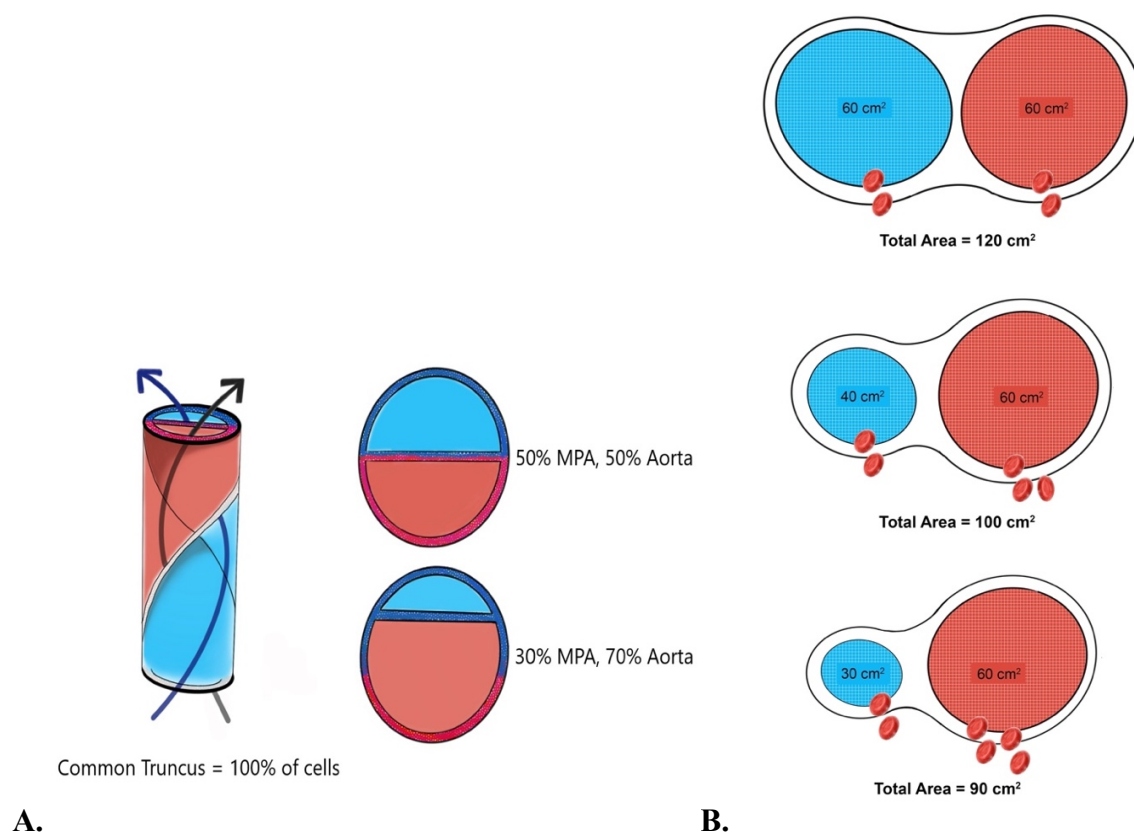 50% MPA, 50% Aorta
30% MPA, 70% Aorta
Common Truncus = 100% of cells
A.
60 cm²
60 cm²
Total Area = 120 cm²
40 cm²
60 cm²
Total Area = 100 cm²
30 cm²
60 cm²
Total Area = 90 cm²
B.